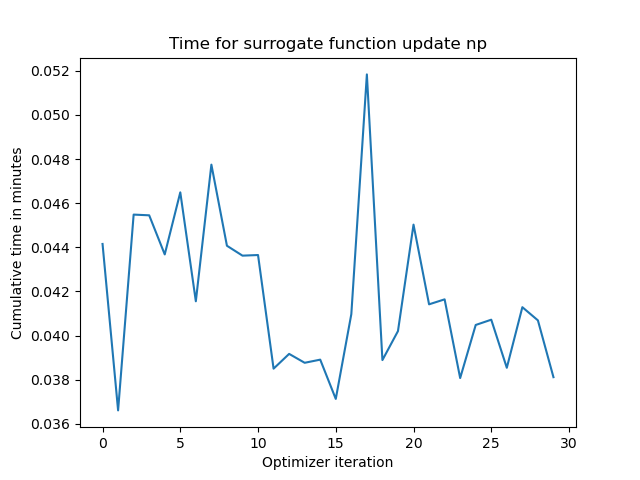 Time for surrogate function update np
0.052
0.050
0.048
0.046
0.044
0.042
0.040
0.038
0.036
Cumulative time in minutes
0 5 10 15 20 25 30
Optimizer iteration